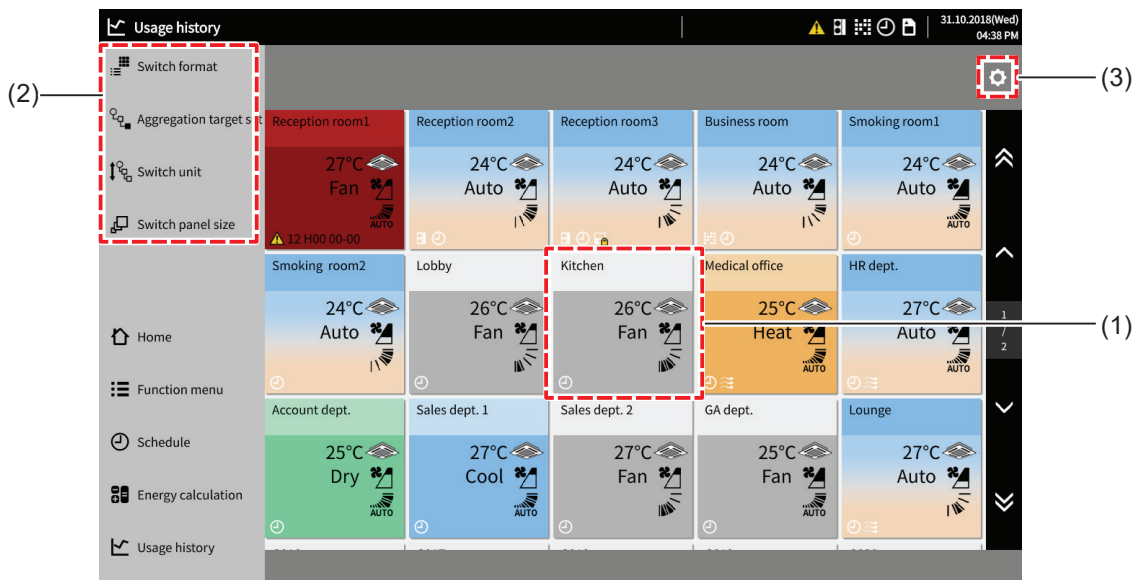 Usage history
31.10.2018(Wed)
04:38 PM
(2)
Switch format
Aggregation target set
Switch unit
Switch panel size
(3)
Reception room1
27°C
Fan
AUTO
12 H00 00-00
Reception room2
24°C
Auto
Reception room3
24°C
Auto
Business room
24°C
Auto
Smoking room1
24°C
Auto
AUTO
Smoking room2
24°C
Auto
Lobby
26°C
Fan
Kitchen
26°C
Fan
Medical office
25°C
Heat
AUTO
HR dept.
27°C
Auto
AUTO
1
/
2
(1)
Home
Function menu
Schedule
Energy calculation
Usage history
Account dept.
25°C
Dry
AUTO
Sales dept. 1
27°C
Cool
AUTO
Sales dept. 2
27°C
Fan
GA dept.
25°C
Fan
AUTO
Lounge
27°C
Auto